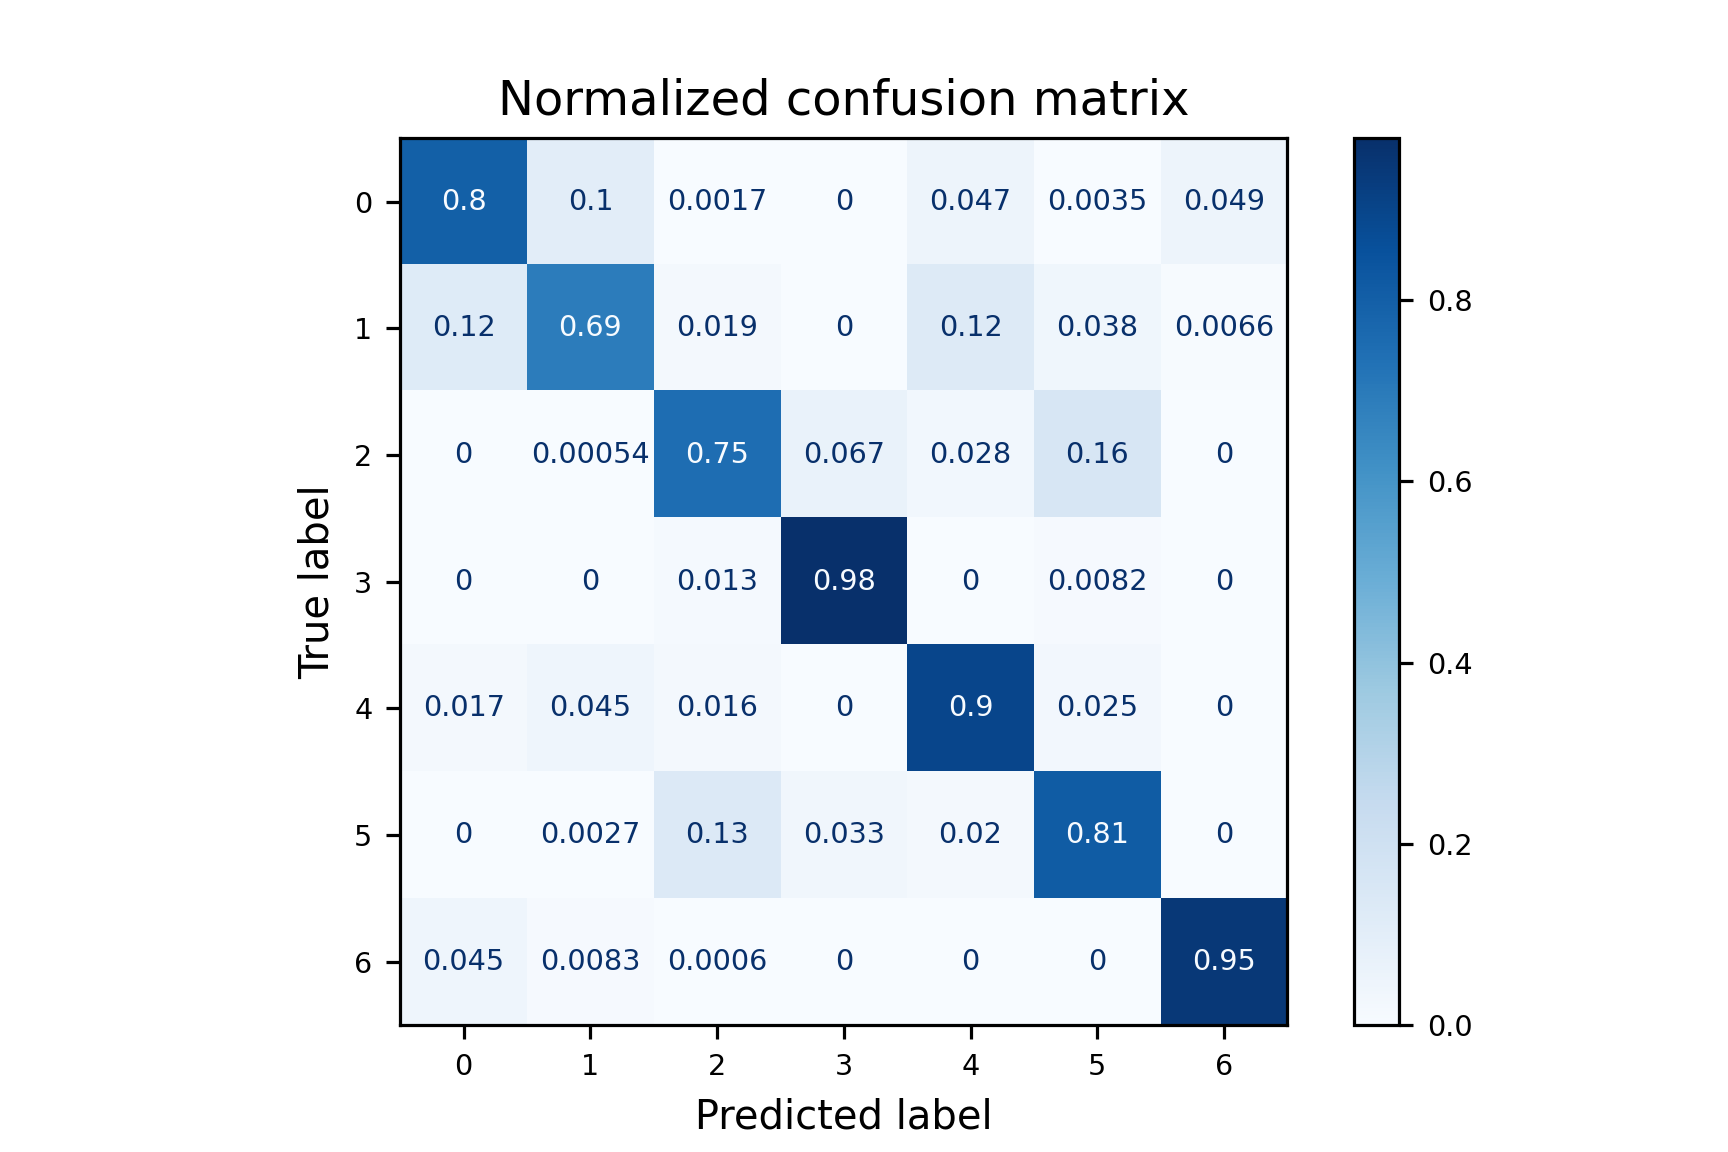 Normalized confusion matrix
0 0.8 0.1 0.0017 0 0.047 0.0035 0.049
1 0.12 0.69 0.019 0 0.12 0.038 0.0066
2 0 0.00054 0.75 0.067 0.028 0.16 0
3 0 0 0.013 0.98 0 0.0082 0
4 0.017 0.045 0.016 0 0.9 0.025 0
5 0 0.0027 0.13 0.033 0.02 0.81 0
6 0.045 0.0083 0.0006 0 0 0 0.95
0 1 2 3 4 5 6
Predicted label
True label
0.8
0.6
0.4
0.2
0.0